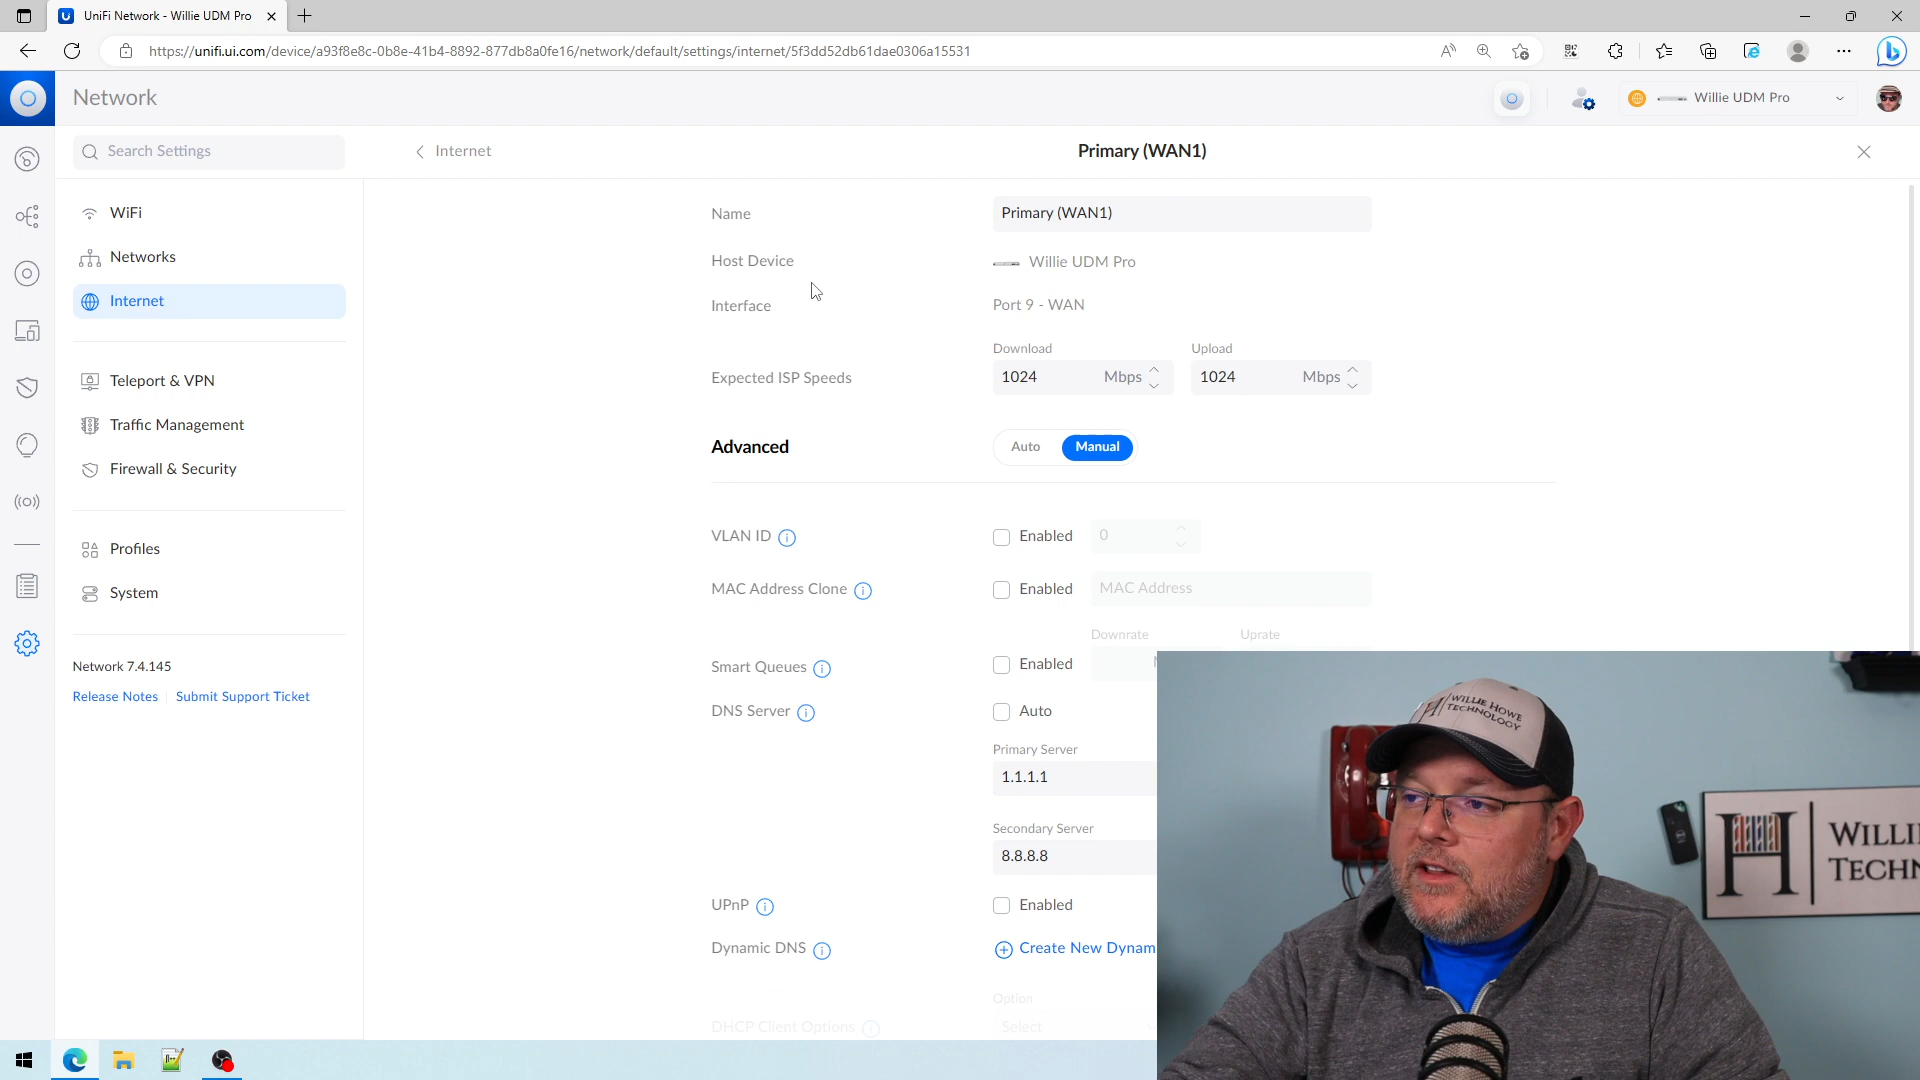 UniFi Network - Willie UDM Pro
https://unifi.ui.com/device/a93f8e8c-0b8e-41b4-8892-877db8a0fe16/network/default/settings/internet/5f3dd52db61dae0306a15531
Network
Willie UDM Pro
Search Settings
Internet
Primary (WAN1)
WiFi
Networks
Internet
Teleport & VPN
Traffic Management
Firewall & Security
Profiles
System
Network 7.4.145
Release Notes
Submit Support Ticket
Name
Primary (WAN1)
Host Device
Willie UDM Pro
Interface
Port 9 - WAN
Download
Upload
Expected ISP Speeds
1024 Mbps
1024 Mbps
Advanced
Auto
Manual
VLAN ID
Enabled
0
MAC Address Clone
Enabled
MAC Address
Downrate
Uprate
Smart Queues
Enabled
DNS Server
Auto
Primary Server
1.1.1.1
Secondary Server
8.8.8.8
UPnP
Enabled
Dynamic DNS
Create New Dynam
Option
DHCP Client Options
Select
WILLIE HOWE
TECHNOLOGY
WILLI
TECHN